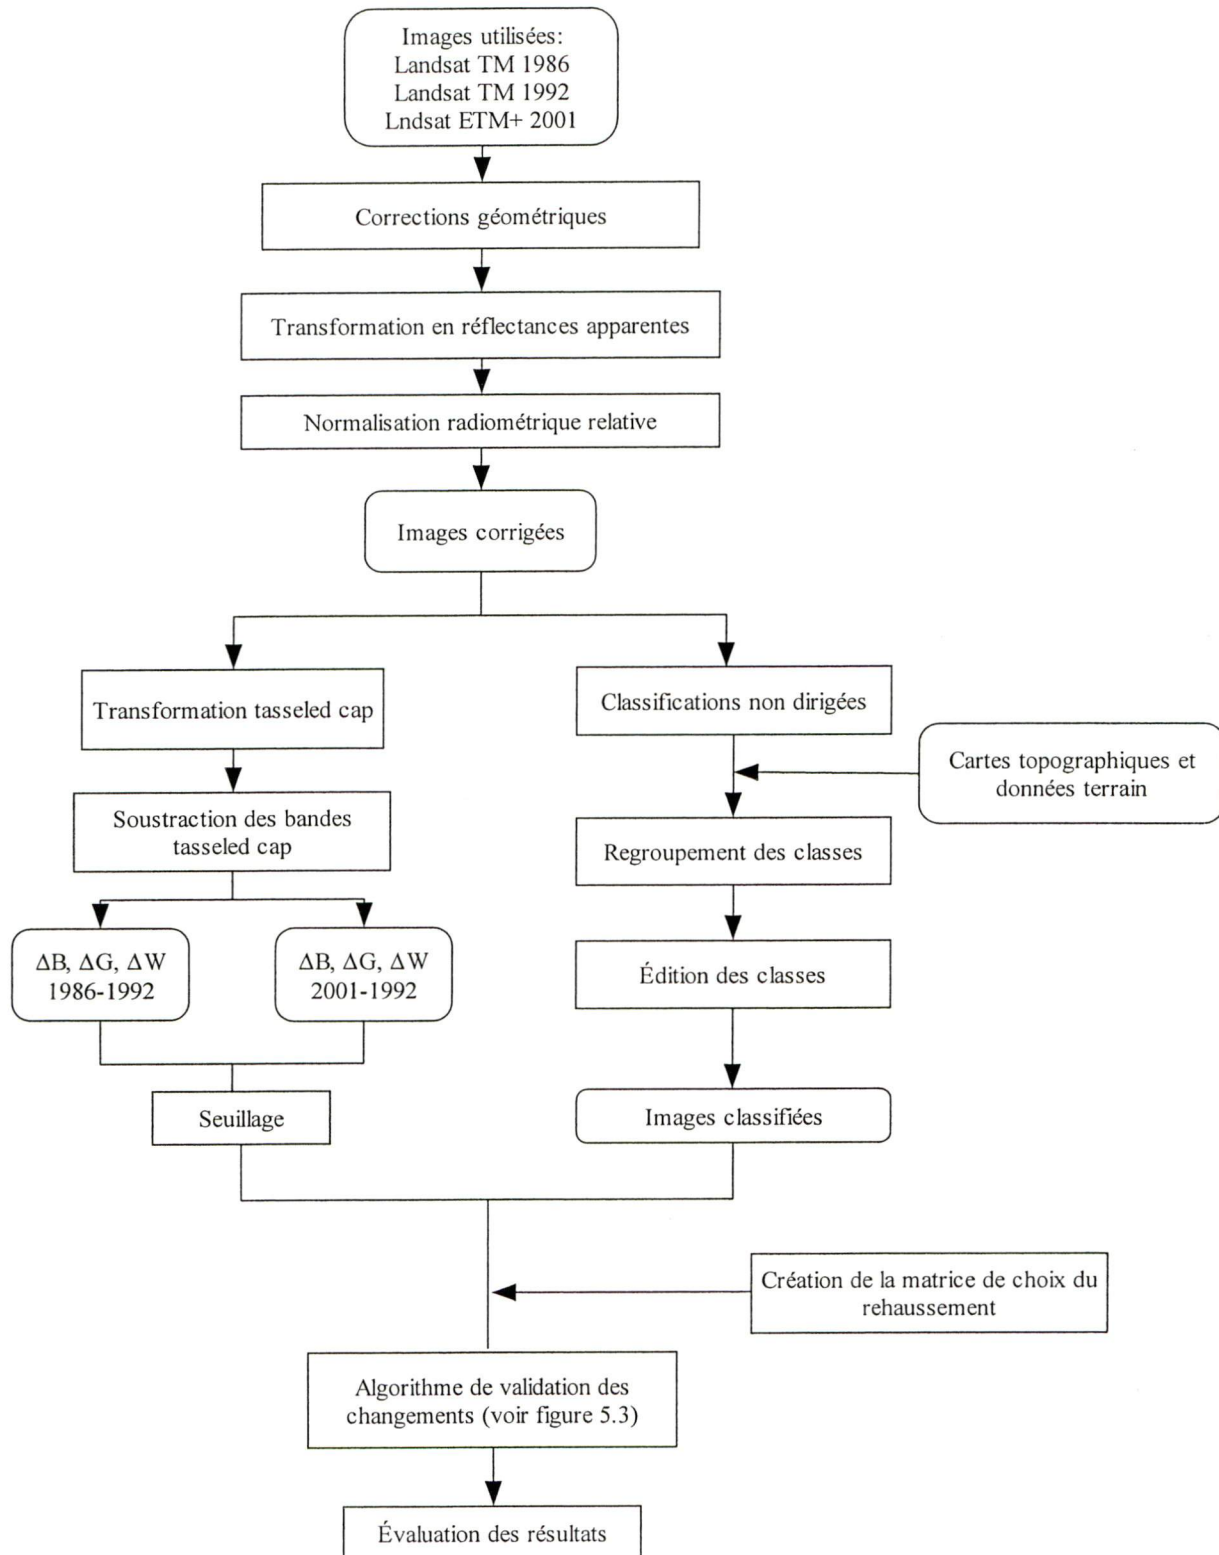 Images utilisées:
Landsat TM 1986
Landsat TM 1992
Lndsat ETM+ 2001
Corrections géométriques
Transformation en réflectances apparentes
Normalisation radiométrique relative
Images corrigées
Transformation tasseled cap
Classifications non dirigées
Cartes topographiques et
données terrain
Soustraction des bandes
tasseled cap
Regroupement des classes
ΔB, ΔG, ΔW
1986-1992
ΔB, ΔG, ΔW
2001-1992
Édition des classes
Seuillage
Images classifiées
Création de la matrice de choix du
rehaussement
Algorithme de validation des
changements (voir figure 5.3)
Évaluation des résultats